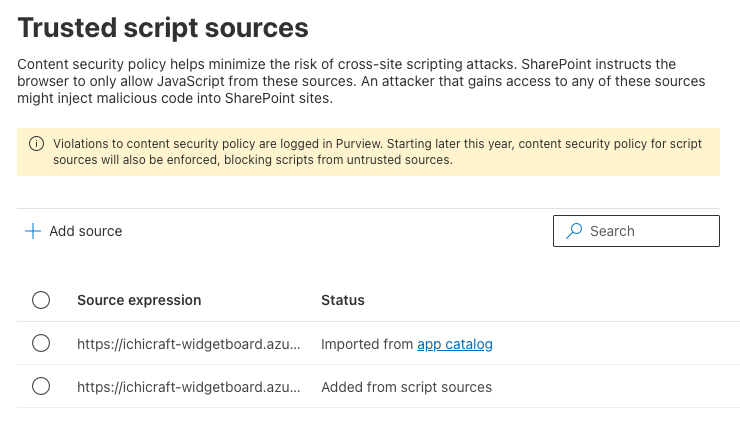 Trusted script sources
Content security policy helps minimize the risk of cross-site scripting attacks. SharePoint instructs the
browser to only allow JavaScript from these sources. An attacker that gains access to any of these sources
might inject malicious code into SharePoint sites.
Violations to content security policy are logged in Purview. Starting later this year, content security policy for script
sources will also be enforced, blocking scripts from untrusted sources.
Add source
Search
Source expression Status
https://ichicraft-widgetboard.azu... Imported from app catalog
https://ichicraft-widgetboard.azu... Added from script sources